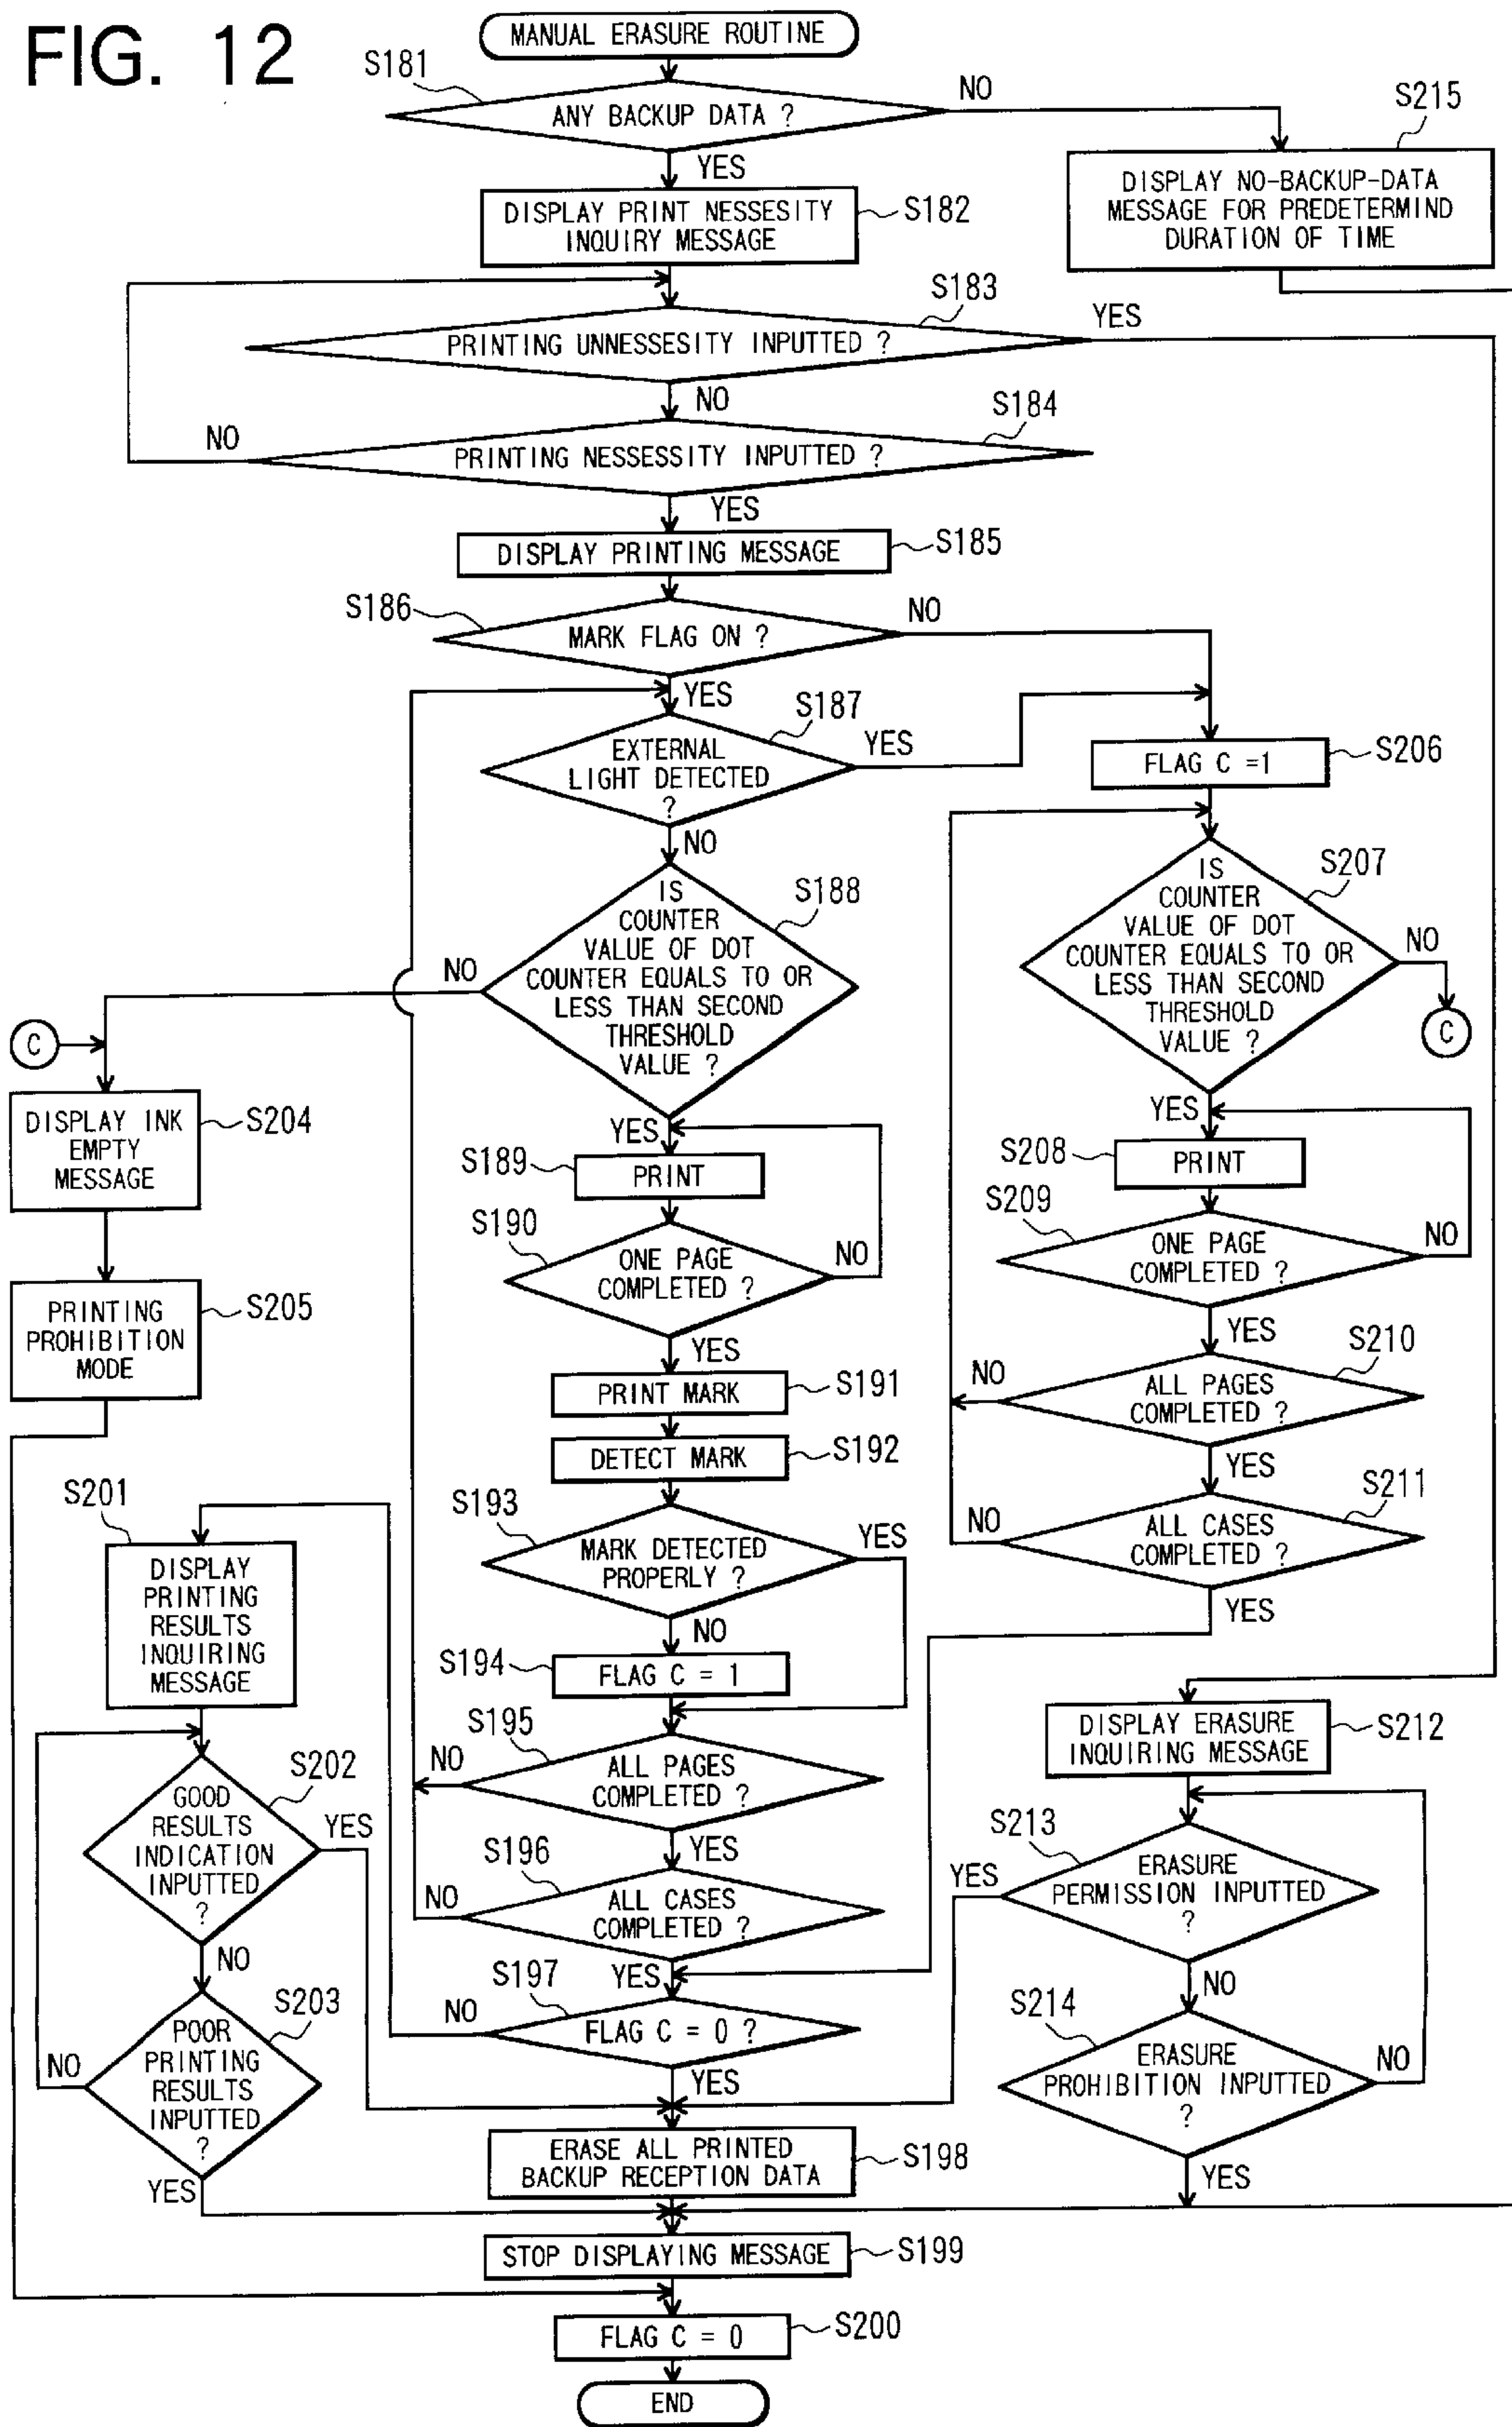 FIG. 12
MANUAL ERASURE ROUTINE
S181
ANY BACKUP DATA ?
NO
YES
S215
DISPLAY NO-BACKUP-DATA
MESSAGE FOR PREDETERMIND
DURATION OF TIME
DISPLAY PRINT NESSESITY
INQUIRY MESSAGE
S182
S183
PRINTING UNNESSESITY INPUTTED ?
YES
NO
S184
PRINTING NESSESSITY INPUTTED ?
NO
YES
DISPLAY PRINTING MESSAGE
S185
S186
MARK FLAG ON ?
NO
YES
S187
EXTERNAL
LIGHT DETECTED
?
YES
NO
FLAG C =1
S206
S188
IS
COUNTER
VALUE OF DOT
COUNTER EQUALS TO OR
LESS THAN SECOND
THRESHOLD
VALUE ?
NO
YES
S207
IS
COUNTER
VALUE OF DOT
COUNTER EQUALS TO OR
LESS THAN SECOND
THRESHOLD
VALUE ?
NO
C
YES
C
DISPLAY INK
EMPTY
MESSAGE
S204
PRINTING
PROHIBITION
MODE
S205
S189
PRINT
S190
ONE PAGE
COMPLETED ?
NO
YES
PRINT MARK
S191
DETECT MARK
S192
S193
MARK DETECTED
PROPERLY ?
YES
NO
S194
FLAG C = 1
S195
ALL PAGES
COMPLETED ?
NO
YES
S196
ALL CASES
COMPLETED ?
NO
YES
S197
FLAG C = 0 ?
NO
YES
S208
PRINT
S209
ONE PAGE
COMPLETED ?
NO
YES
S210
ALL PAGES
COMPLETED ?
NO
YES
S211
ALL CASES
COMPLETED ?
NO
YES
S201
DISPLAY
PRINTING
RESULTS
INQUIRING
MESSAGE
S202
GOOD
RESULTS
INDICATION
INPUTTED
?
YES
NO
S203
POOR
PRINTING
RESULTS
INPUTTED
?
NO
YES
DISPLAY ERASURE
INQUIRING MESSAGE
S212
S213
ERASURE
PERMISSION INPUTTED
?
YES
NO
S214
ERASURE
PROHIBITION INPUTTED
?
NO
YES
ERASE ALL PRINTED
BACKUP RECEPTION DATA
S198
STOP DISPLAYING MESSAGE
S199
FLAG C = 0
S200
END